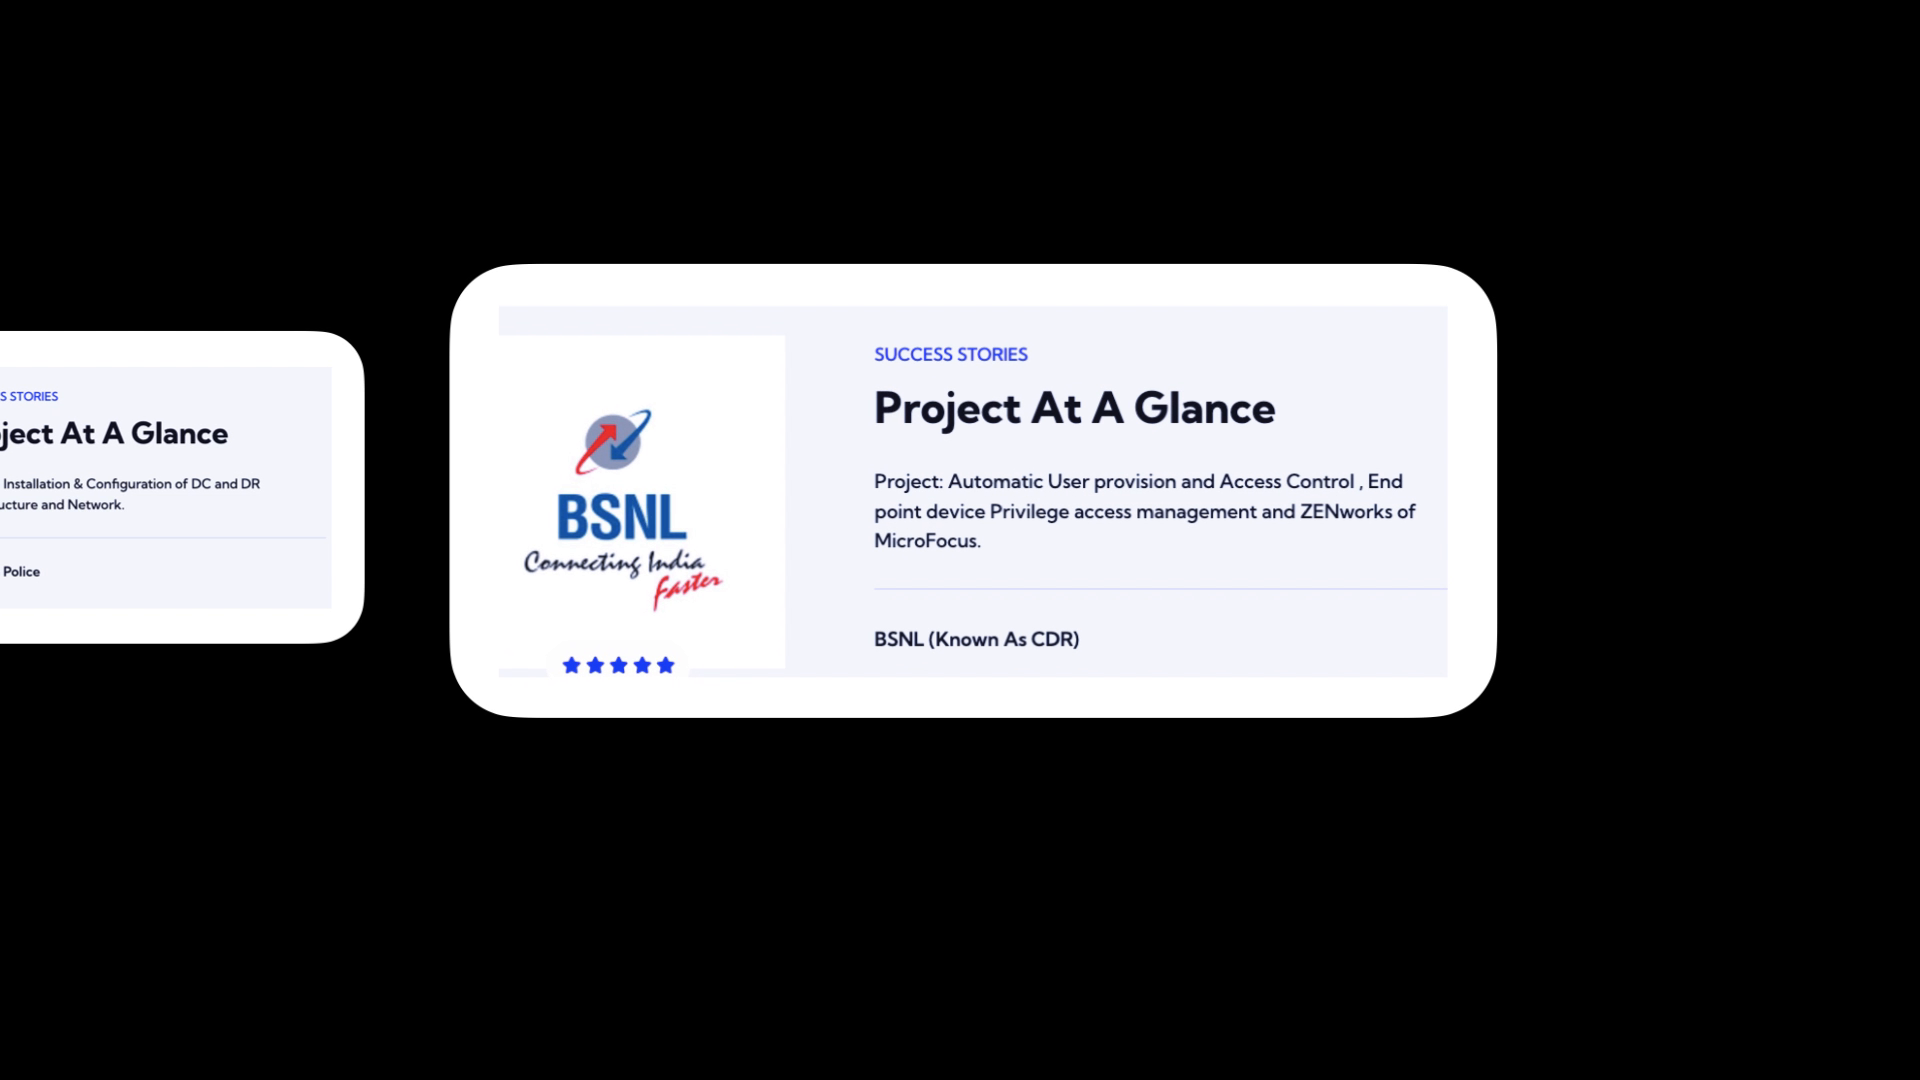 S STORIES
ject At A Glance
Installation & Configuration of DC and DR
ucture and Network.
Police
SUCCESS STORIES
Project At A Glance
Project: Automatic User provision and Access Control , End
point device Privilege access management and ZENworks of
MicroFocus.
BSNL (Known As CDR)
BSNL
Connecting India
Faster